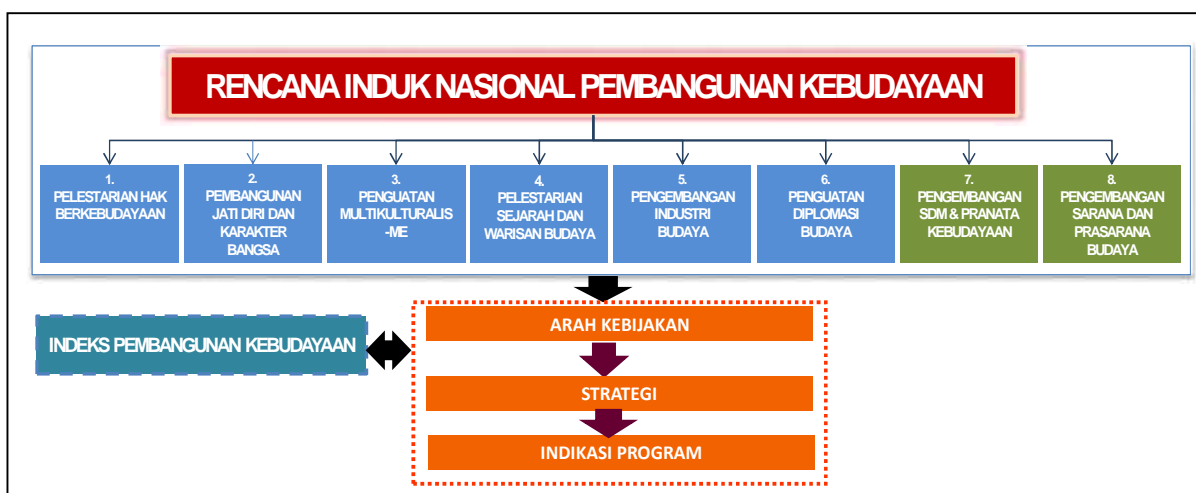 RENCANA INDUK NASIONAL PEMBANGUNAN KEBUDAYAAN
1.
PELESTARIAN HAK
BERKEBUDAYAAN
2.
PEMBANGUNAN
JATI DIRI DAN
KARAKTER
BANGSA
3.
PENGUATAN
MULTIKULTURALIS
-ME
4.
PELESTARIAN
SEJARAH DAN
WARISAN BUDAYA
5.
PENGEMBANGAN
INDUSTRI
BUDAYA
6.
PENGUATAN
DIPLOMASI
BUDAYA
7.
PENGEMBANGAN
SDM & PRANATA
KEBUDAYAAN
8.
PENGEMBANGAN
SARANA DAN
PRASARANA
BUDAYA
ARAH KEBIJAKAN
INDEKS PEMBANGUNAN KEBUDAYAAN
STRATEGI
INDIKASI PROGRAM